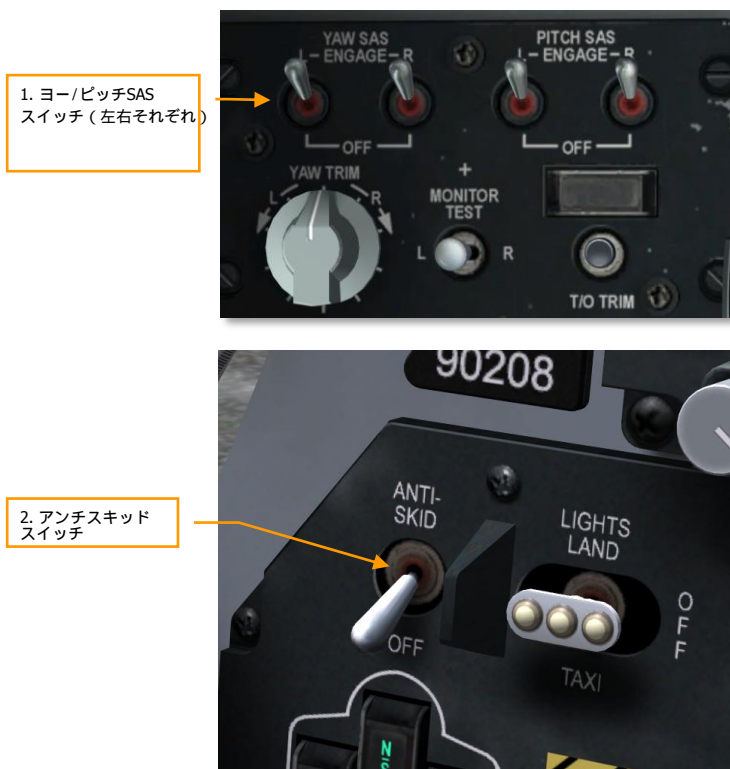 1. ヨー/ピッチSAS
スイッチ(左右それぞれ)
YAW SAS
L - ENGAGE - R
OFF
PITCH SAS
L - ENGAGE - R
OFF
YAW TRIM
L R
+
MONITOR
TEST
L R
T/O TRIM
90208
2. アンチスキッド
スイッチ
ANTI-
SKID
OFF
LIGHTS
LAND
OFF
TAXI